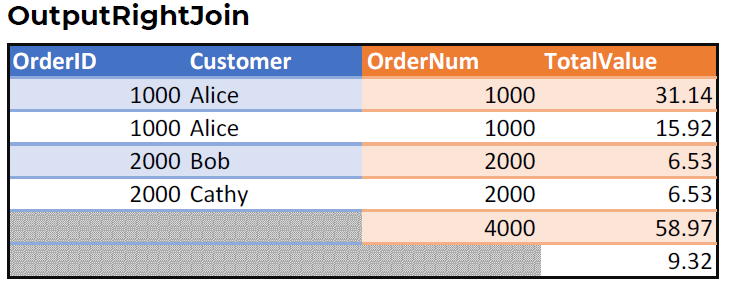 OutputRightJoin
OrderID Customer OrderNum TotalValue
1000 Alice 1000 31.14
1000 Alice 1000 15.92
2000 Bob 2000 6.53
2000 Cathy 2000 6.53
4000 58.97
9.32